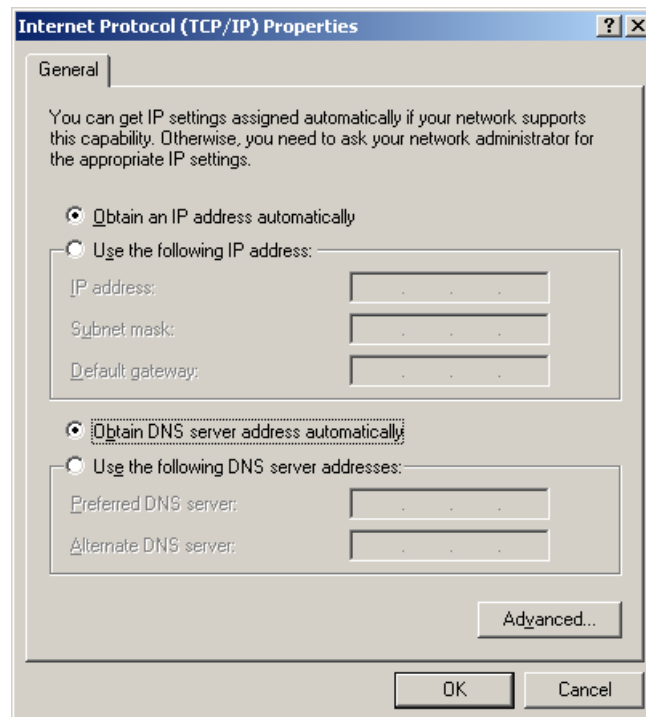 Internet Protocol (TCP/IP) Properties
General
You can get IP settings assigned automatically if your network supports
this capability. Otherwise, you need to ask your network administrator for
the appropriate IP settings.
Obtain an IP address automatically
Use the following IP address:
IP address:
Subnet mask:
Default gateway:
Obtain DNS server address automatically
Use the following DNS server addresses:
Preferred DNS server:
Alternate DNS server:
Advanced...
OK Cancel